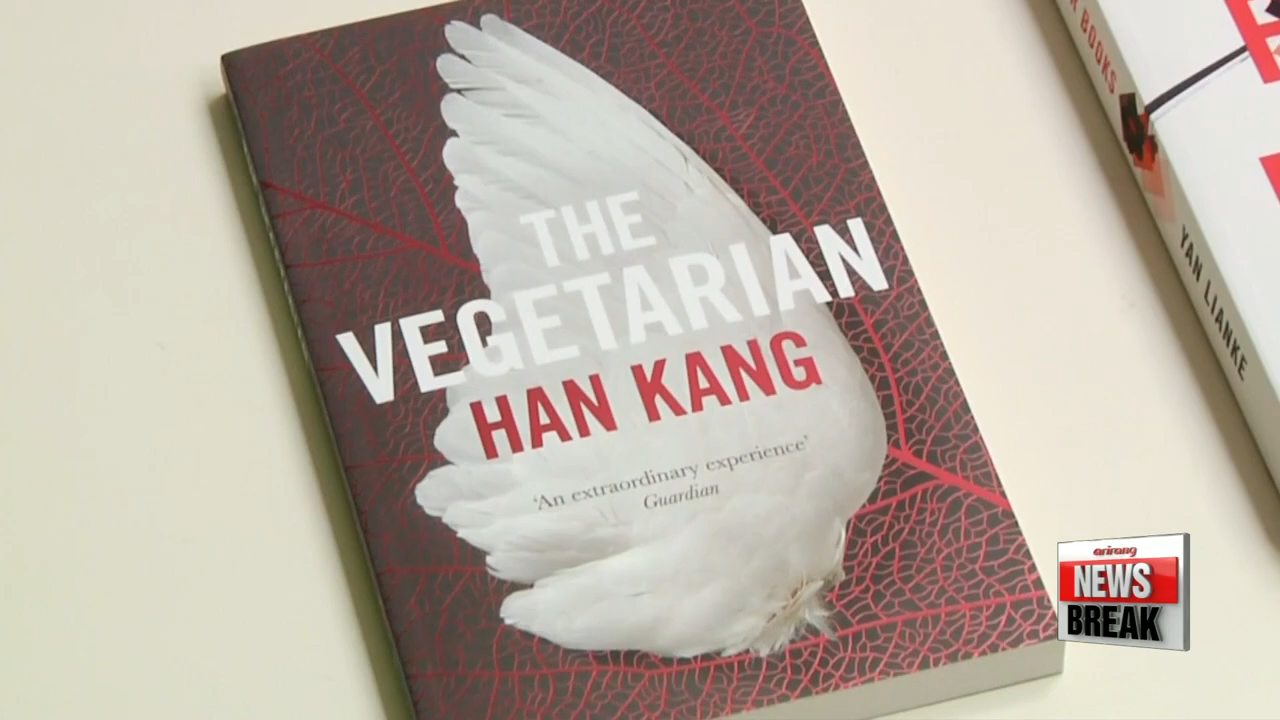 THE
VEGETARIAN
HAN KANG
‘An extraordinary experience’
Guardian
BOOKS
YAN LIANKE
arirang
NEWS
BREAK